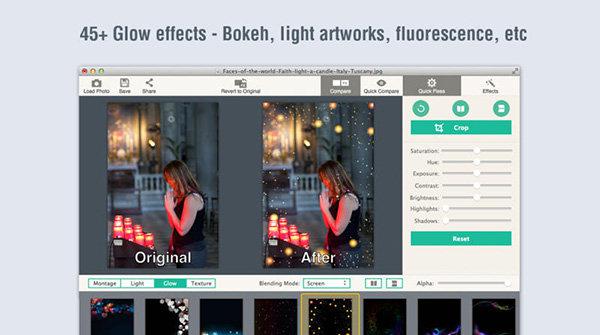 45+ Glow effects - Bokeh, light artworks, fluorescence, etc
Faces-of-the-world-Faith-light-a-candle-Italy-Tuscany.jpg
Load Photo Save Share Revert to Original Compare Quick Compare Quick Fixes Effects
Crop
Saturation:
Hue:
Exposure:
Contrast:
Brightness:
Highlights:
Shadows:
Reset
Original After
Montage Light Glow Texture Blending Mode: Screen Alpha: